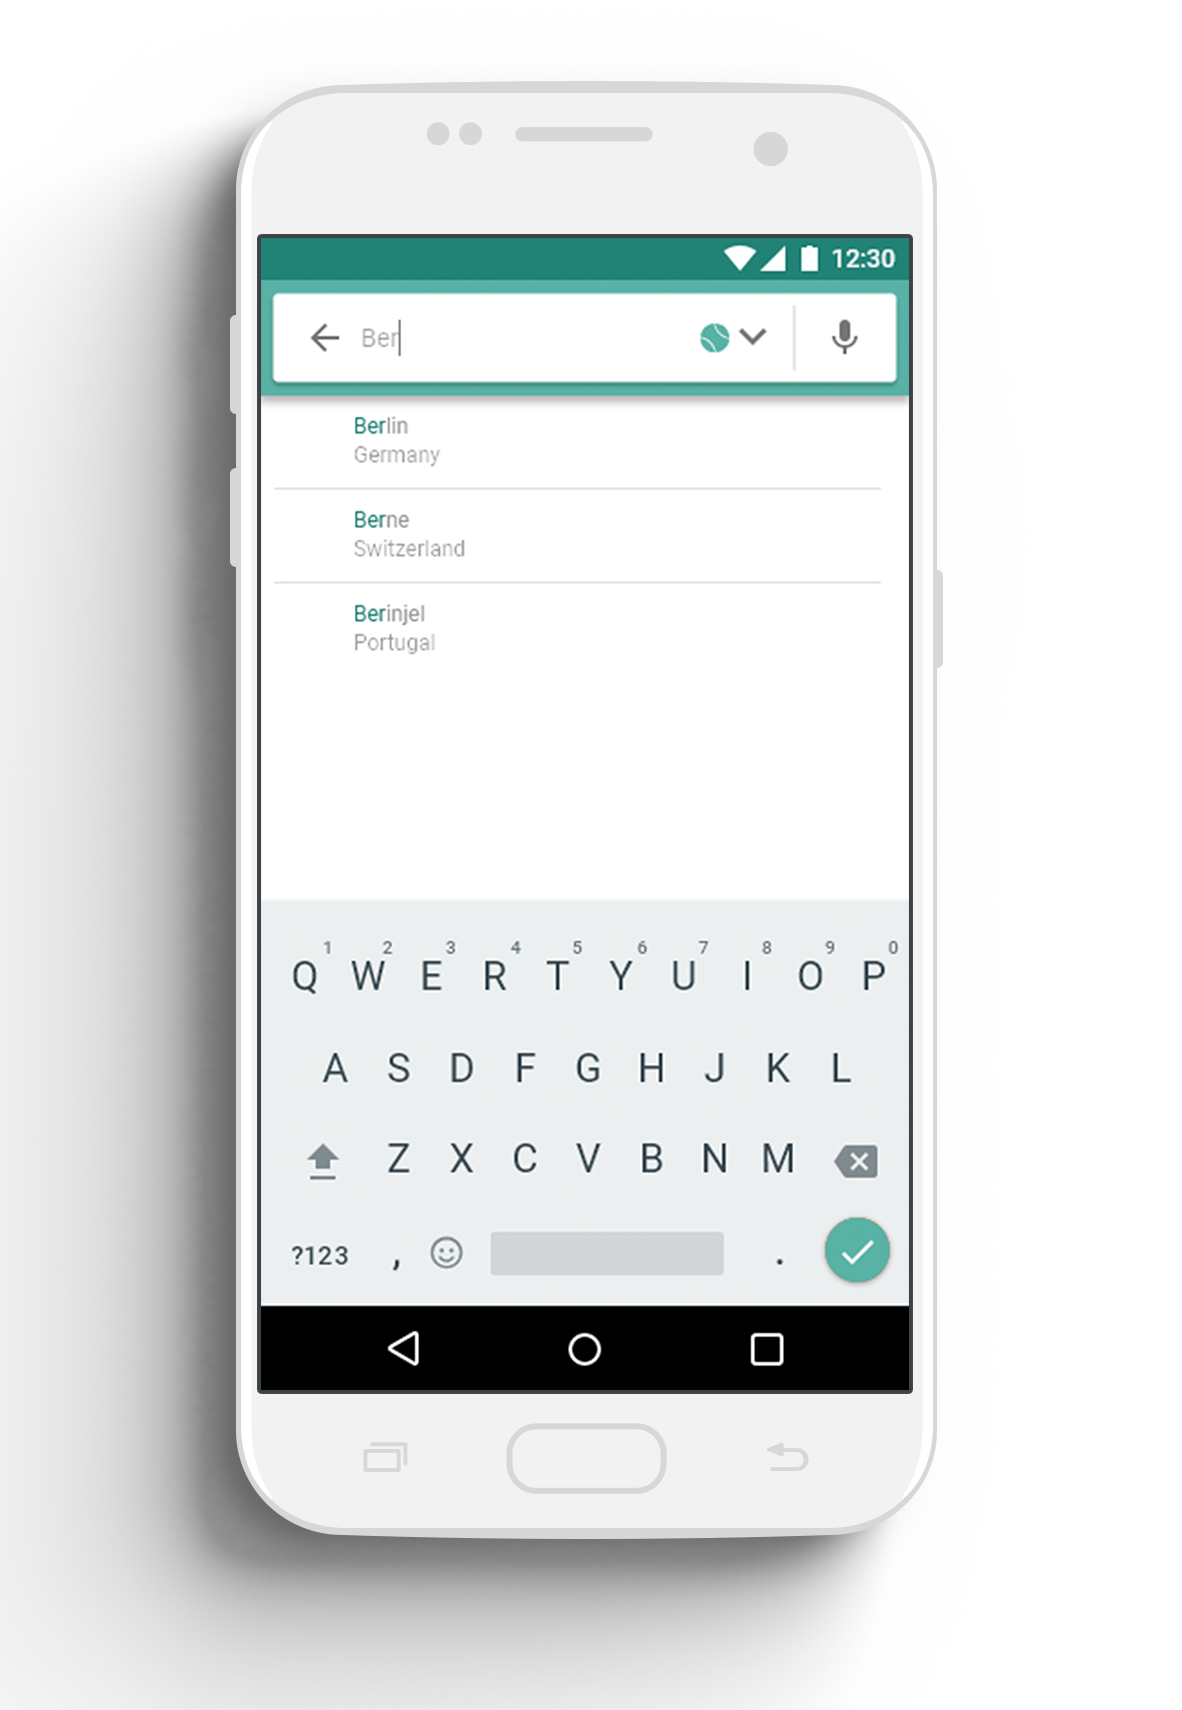 12:30
Ber
Berlin
Germany
Berne
Switzerland
Berinjel
Portugal
1 2 3 4 5 6 7 8 9 0
Q W E R T Y U I O P
A S D F G H J K L
Z X C V B N M
?123 , .